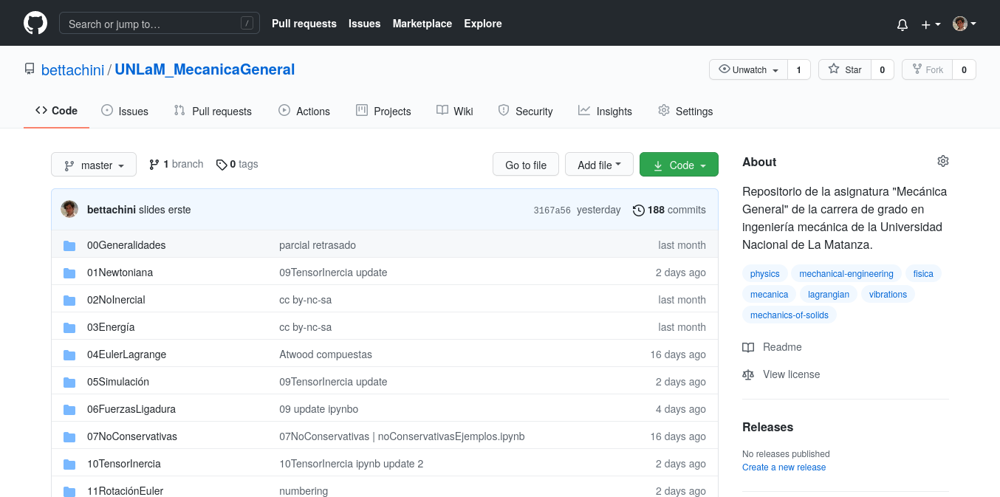 Search or jump to… / Pull requests Issues Marketplace Explore
bettachini / UNLaM_MecanicaGeneral Unwatch 1 Star 0 Fork 0
Code Issues Pull requests Actions Projects Wiki Security Insights Settings
master 1 branch 0 tags Go to file Add file Code
bettachini slides erste 3167a56 yesterday 188 commits
00Generalidades parcial retrasado last month
01Newtoniana 09TensorInercia update 2 days ago
02NoInercial cc by-nc-sa last month
03Energía cc by-nc-sa last month
04EulerLagrange Atwood compuestas 16 days ago
05Simulación 09TensorInercia update 2 days ago
06FuerzasLigadura 09 update ipynbo 4 days ago
07NoConservativas 07NoConservativas | noConservativasEjemplos.ipynb 16 days ago
10TensorInercia 10TensorInercia ipynb update 2 2 days ago
11RotaciónEuler numbering 2 days ago
About
Repositorio de la asignatura "Mecánica
General" de la carrera de grado en
ingeniería mecánica de la Universidad
Nacional de La Matanza.
physics mechanical-engineering fisica
mecanica lagrangian vibrations
mechanics-of-solids
Readme
View license
Releases
No releases published
Create a new release